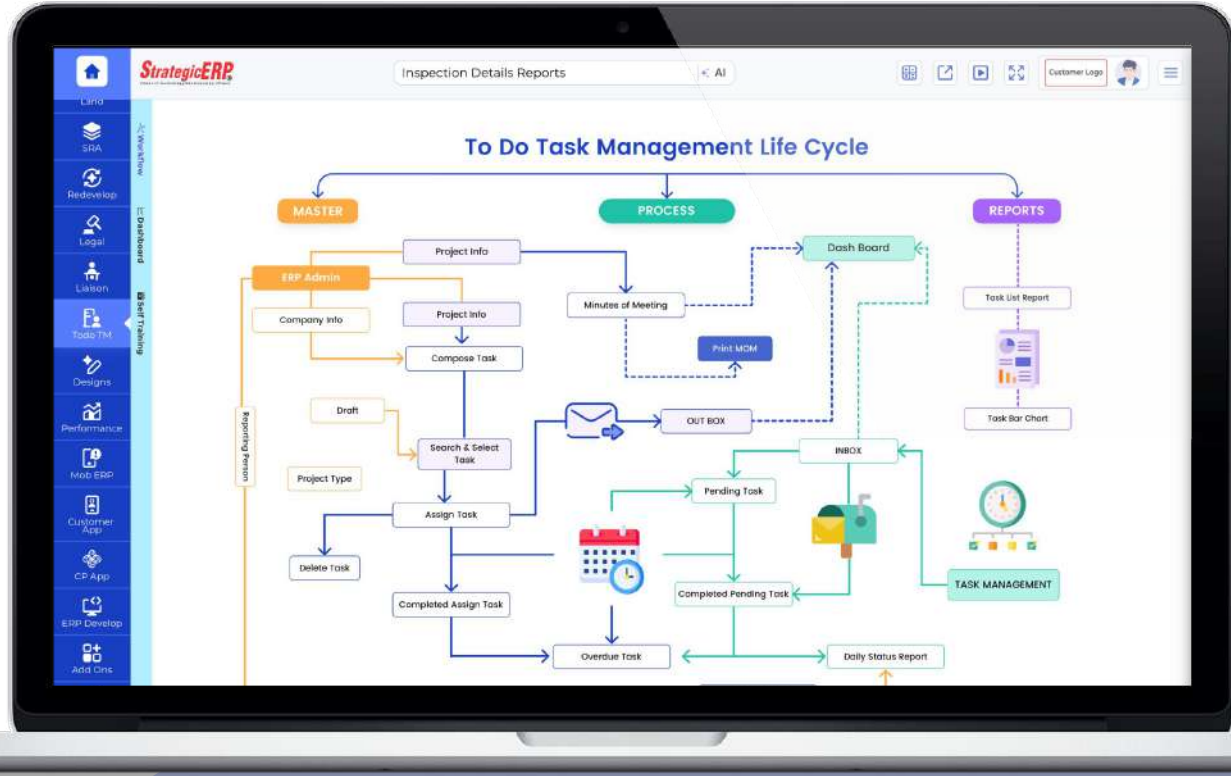 StrategicERP
Inspection Details Reports
AI
Customer Logo
Land
SRA
Redevelop
Legal
Liaison
Todo TM
Designs
Performance
Mob ERP
Customer
App
CP App
ERP Develop
Add Ons
Workflow
Dashboard
Self Training
To Do Task Management Life Cycle
MASTER
PROCESS
REPORTS
Project Info
Dash Board
ERP Admin
Company Info
Project Info
Minutes of Meeting
Task List Report
Compose Task
Print MOM
Draft
OUT BOX
Task Bar Chart
Reporting Person
Search & Select
Task
INBOX
Project Type
Pending Task
Assign Task
Delete Task
TASK MANAGEMENT
Completed Assign Task
Completed Pending Task
Overdue Task
Daily Status Report